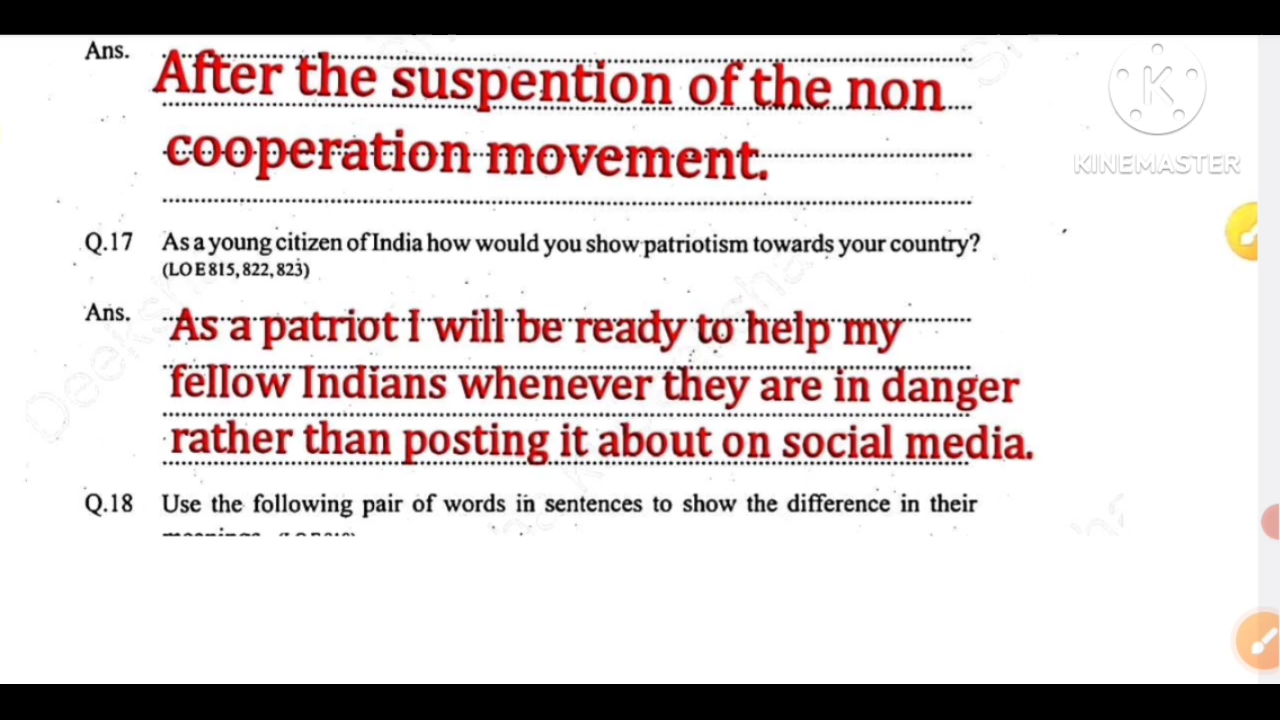 Ans.
After the suspention of the non
cooperation movement.
KINEMASTER
Q.17 As a young citizen of India how would you show patriotism towards your country?
(LO E 815, 822, 823)
Ans.
As a patriot I will be ready to help my
fellow Indians whenever they are in danger
rather than posting it about on social media.
Q.18 Use the following pair of words in sentences to show the difference in their